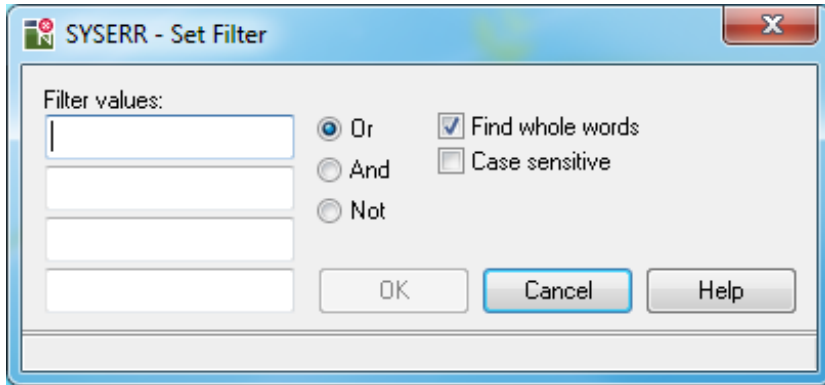 SYSERR - Set Filter
Filter values:
Or
Find whole words
And
Case sensitive
Not
OK
Cancel
Help